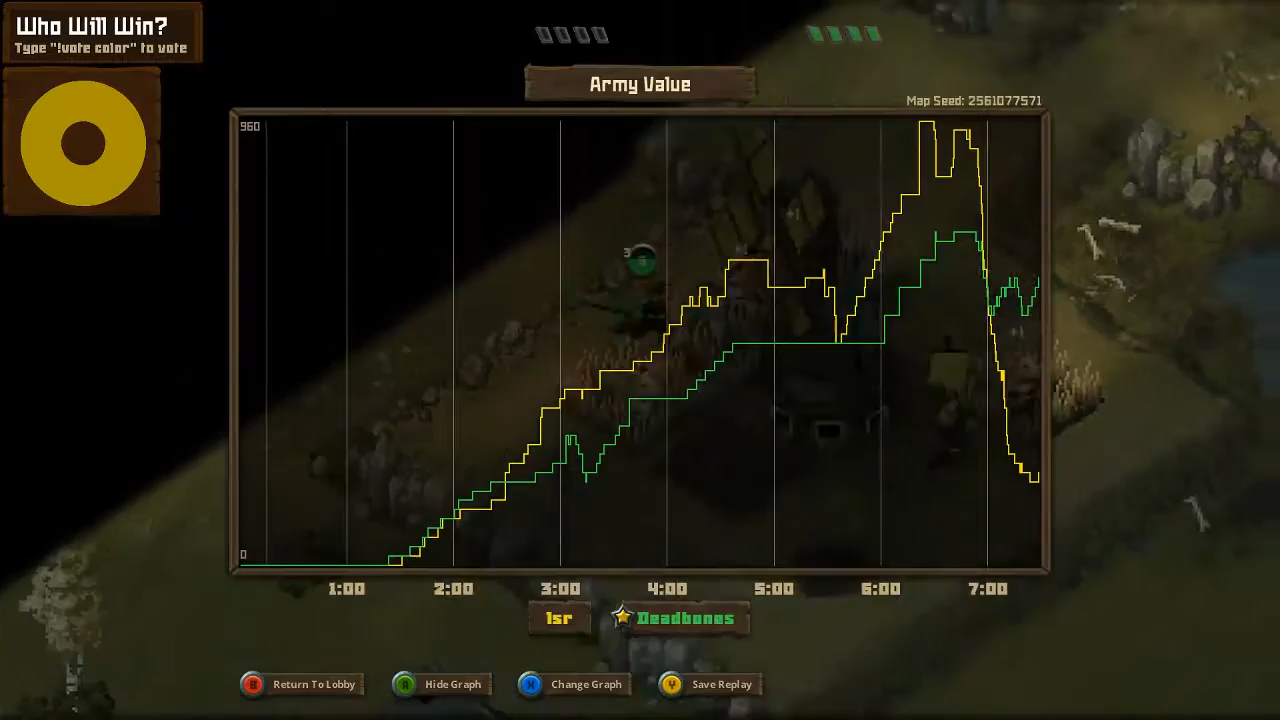 Who Will Win?
Type "!vote color" to vote
Army Value
Map Seed: 2561077571
960
0
1:00 2:00 3:00 4:00 5:00 6:00 7:00
1sr Deadbones
B Return To Lobby A Hide Graph X Change Graph Y Save Replay